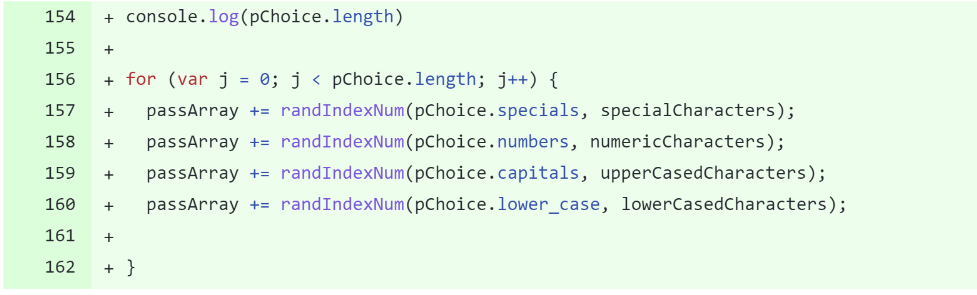 154 + console.log(pChoice.length)
155 +
156 + for (var j = 0; j < pChoice.length; j++) {
157 +   passArray += randIndexNum(pChoice.specials, specialCharacters);
158 +   passArray += randIndexNum(pChoice.numbers, numericCharacters);
159 +   passArray += randIndexNum(pChoice.capitals, upperCasedCharacters);
160 +   passArray += randIndexNum(pChoice.lower_case, lowerCasedCharacters);
161 +
162 + }